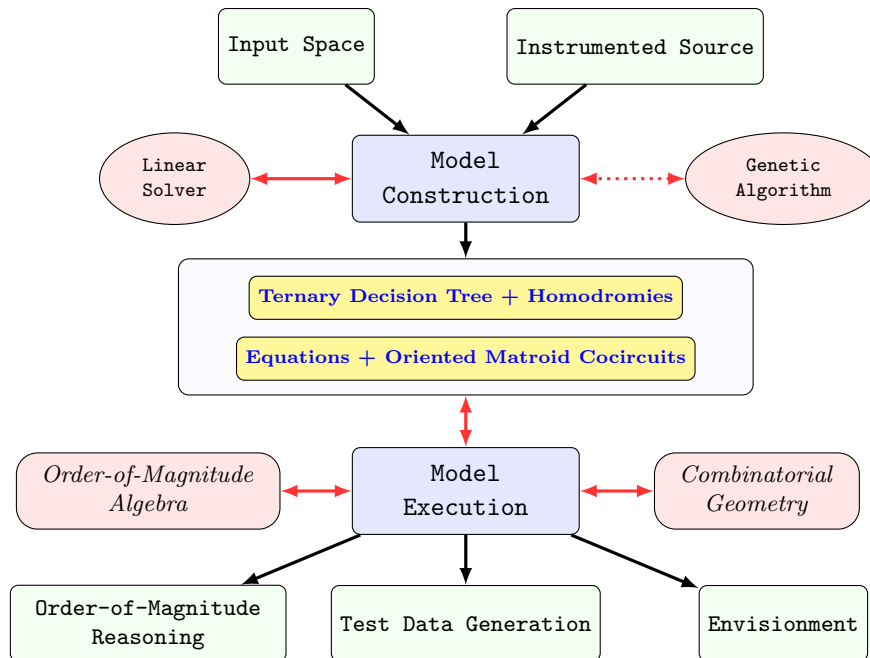 Input Space
Instrumented Source
Linear
Solver
Model
Construction
Genetic
Algorithm
Ternary Decision Tree + Homodromies
Equations + Oriented Matroid Cocircuits
Order-of-Magnitude
Algebra
Model
Execution
Combinatorial
Geometry
Order-of-Magnitude
Reasoning
Test Data Generation
Envisionment